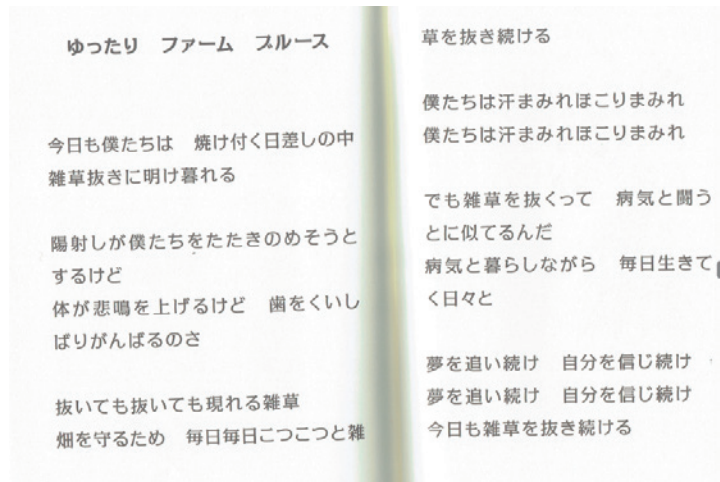 ゆったり　ファーム　ブルース
今日も僕たちは　焼け付く日差しの中
雑草抜きに明け暮れる
陽射しが僕たちをたたきのめそうと
するけど
体が悲鳴を上げるけど　歯をくいし
ばりがんばるのさ
抜いても抜いても現れる雑草
畑を守るため　毎日毎日こつこつと雑
草を抜き続ける
僕たちは汗まみれほこりまみれ
僕たちは汗まみれほこりまみれ
でも雑草を抜くって　病気と闘う
とに似てるんだ
病気と暮らしながら　毎日生きて
く日々と
夢を追い続け　自分を信じ続け
夢を追い続け　自分を信じ続け
今日も雑草を抜き続ける